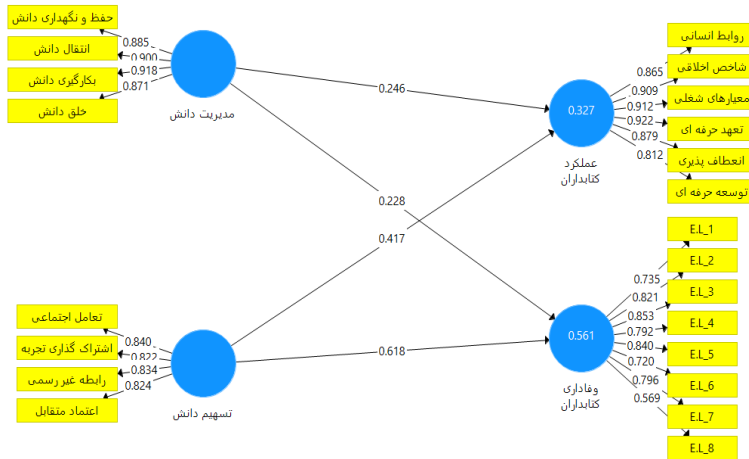 حفظ و نگهداری دانش
انتقال دانش
بکارگیری دانش
خلق دانش
0.885
0.900
0.918
0.871
مدیریت دانش
0.246
0.228
0.417
0.618
روابط انسانی
شاخص اخلاقی
معیارهای شغلی
تعهد حرفه ای
انعطاف پذیری
توسعه حرفه ای
0.865
0.909
0.912
0.922
0.879
0.812
0.327
عملکرد
کتابداران
تعامل اجتماعی
اشتراک گذاری تجربه
رابطه غیر رسمی
اعتماد متقابل
0.840
0.822
0.834
0.824
تسهیم دانش
E.L_1
E.L_2
E.L_3
E.L_4
E.L_5
E.L_6
E.L_7
E.L_8
0.735
0.821
0.853
0.792
0.840
0.720
0.796
0.569
0.561
وفاداری
کتابداران